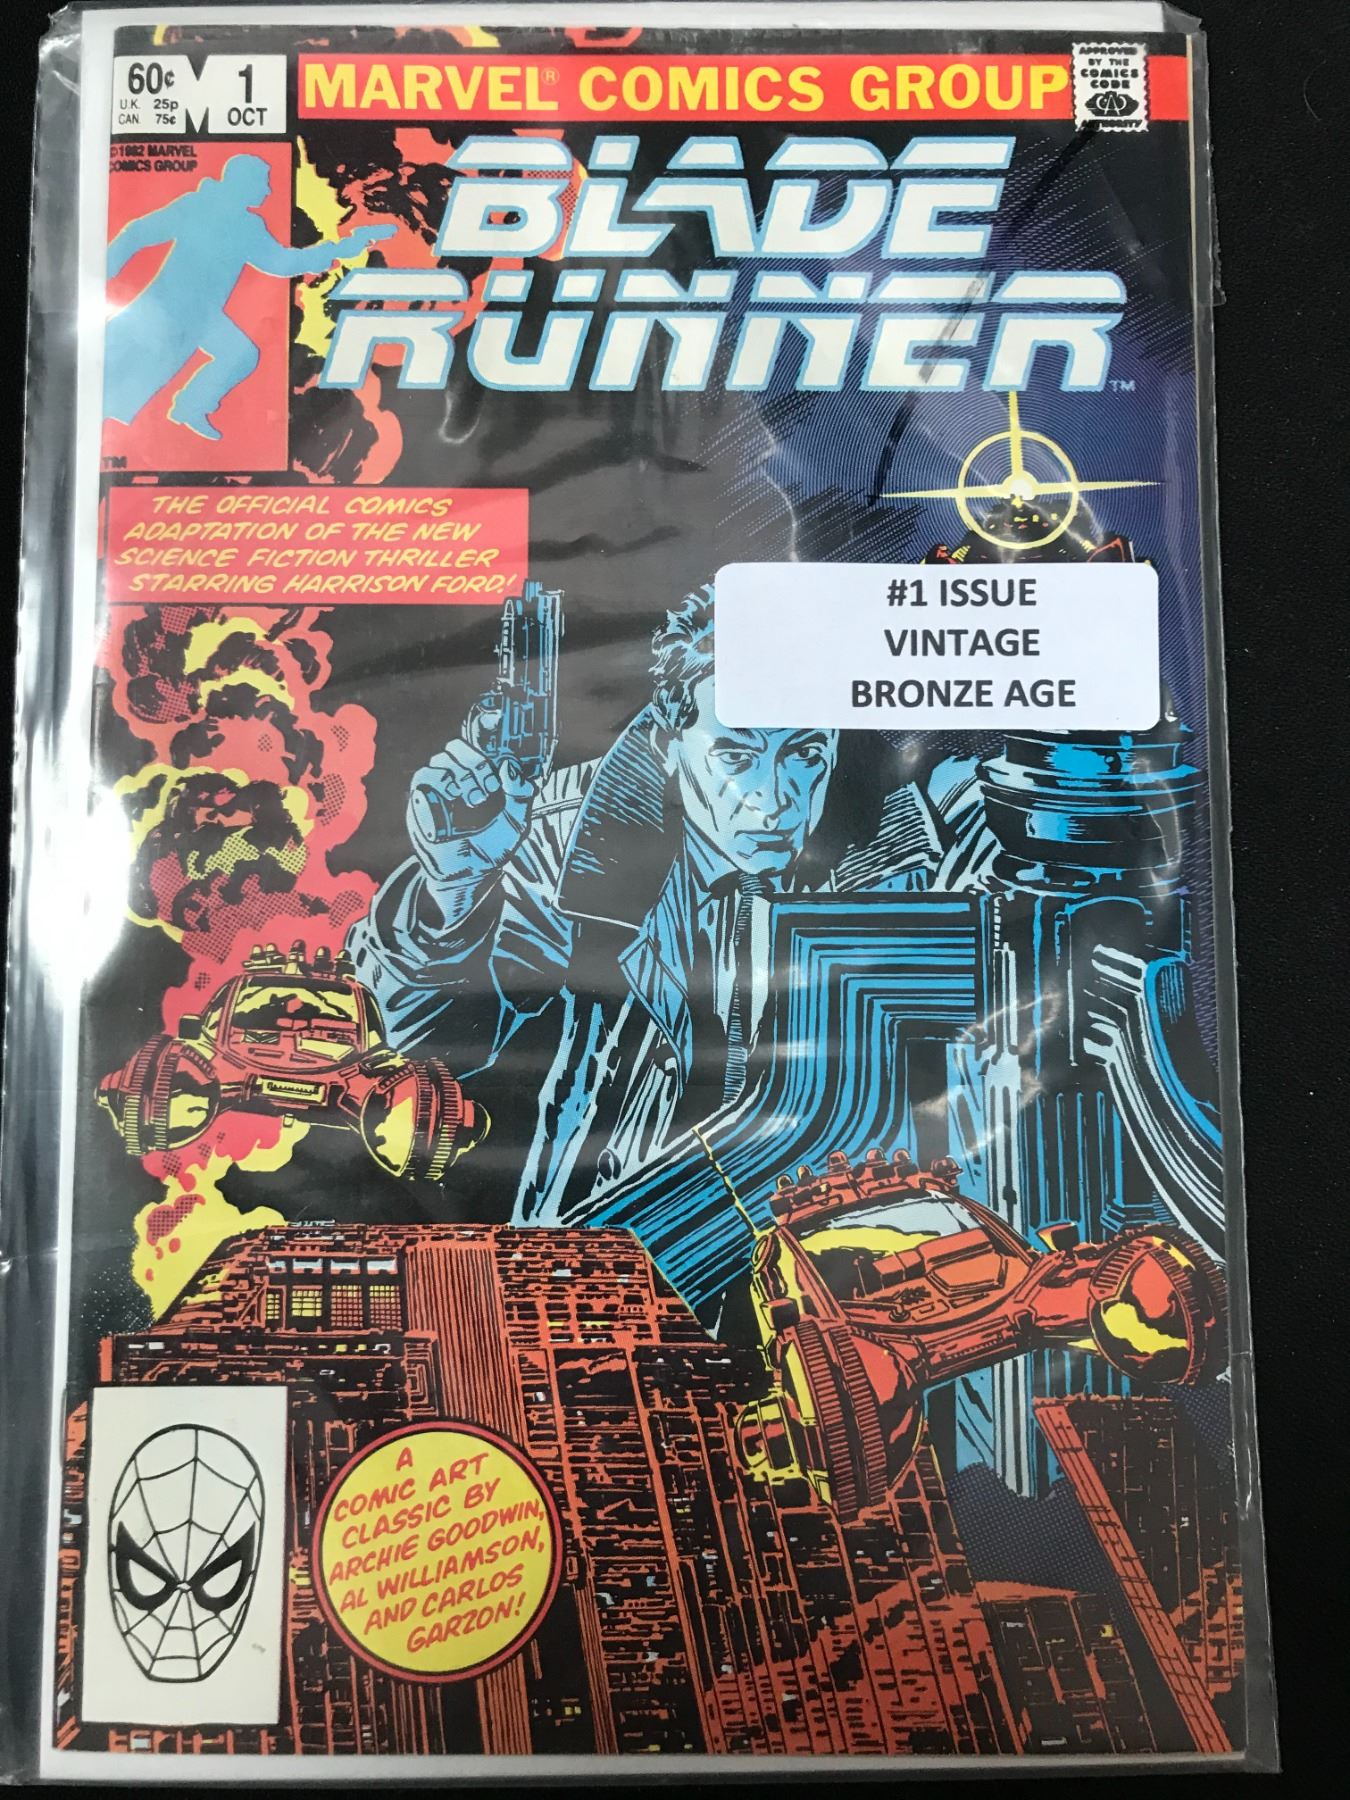 60¢
U.K. 25p
CAN. 75¢
1
OCT
MARVEL® COMICS GROUP
APPROVED
BY THE
COMICS
CODE
CA
AUTHORITY
©1982 MARVEL
COMICS GROUP
BLADE
RUNNER
TM
TM
THE OFFICIAL COMICS
ADAPTATION OF THE NEW
SCIENCE FICTION THRILLER
STARRING HARRISON FORD!
#1 ISSUE
VINTAGE
BRONZE AGE
A
COMIC ART
CLASSIC BY
ARCHIE GOODWIN,
AL WILLIAMSON,
AND CARLOS
GARZON!